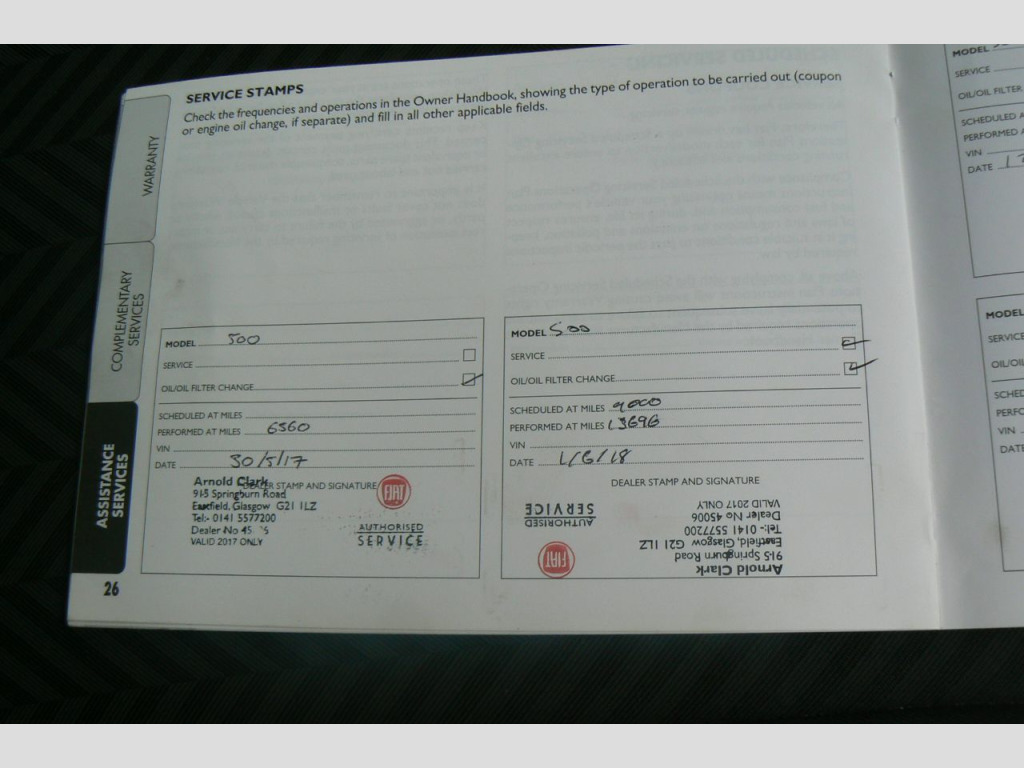 SERVICE STAMPS
Check the frequencies and operations in the Owner Handbook, showing the type of operation to be carried out (coupon
or engine oil change, if separate) and fill in all other applicable fields.
WARRANTY
COMPLEMENTARY
SERVICES
ASSISTANCE
SERVICES
MODEL 500
SERVICE
OIL/OIL FILTER CHANGE
SCHEDULED AT MILES
PERFORMED AT MILES 6560
VIN
DATE 30/5/17
DEALER STAMP AND SIGNATURE
Arnold Clark
915 Springburn Road
Eastfield, Glasgow G21 1LZ
Tel:- 0141 5577200
Dealer No 45
VALID 2017 ONLY
FIAT
AUTHORISED
SERVICE
MODEL 500
SERVICE
OIL/OIL FILTER CHANGE
SCHEDULED AT MILES 9000
PERFORMED AT MILES 13696
VIN
DATE 1/6/18
DEALER STAMP AND SIGNATURE
Arnold Clark
915 Springburn Road
Eastfield, Glasgow G21 1LZ
Tel:- 0141 5577200
Dealer No 45006
VALID 2017 ONLY
FIAT
AUTHORISED
SERVICE
26
MODEL
SERVICE
OIL/OIL FILTER
SCHEDULED
PERFORMED
VIN
DATE
MODEL
VIN